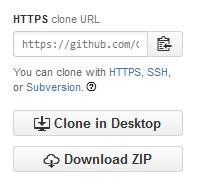 HTTPS clone URL
https://github.com/
You can clone with HTTPS, SSH,
or Subversion.
Clone in Desktop
Download ZIP